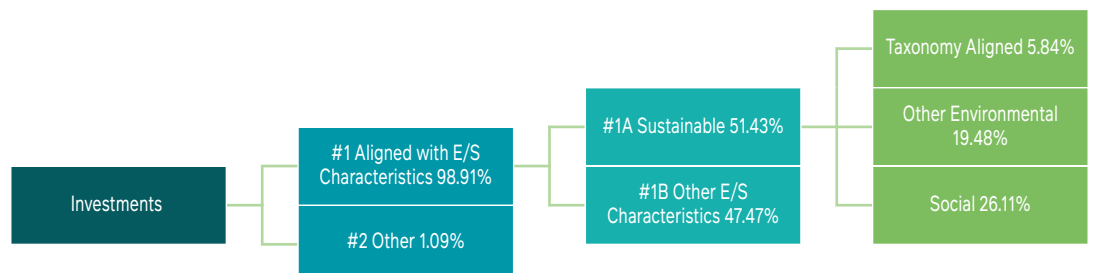 Investments
#1 Aligned with E/S
Characteristics 98.91%
#2 Other 1.09%
#1A Sustainable 51.43%
#1B Other E/S
Characteristics 47.47%
Taxonomy Aligned 5.84%
Other Environmental
19.48%
Social 26.11%